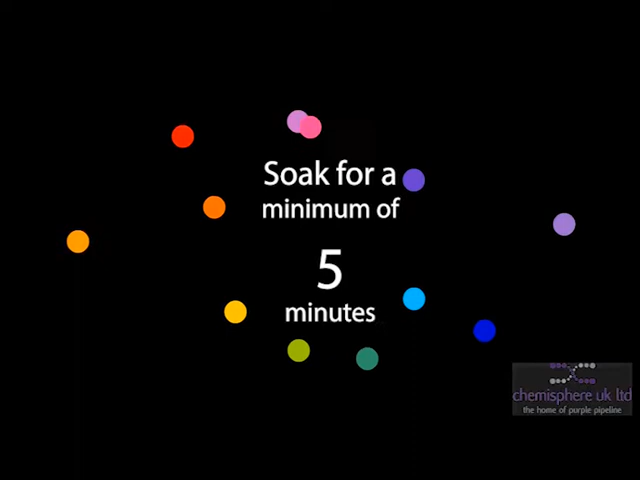 Soak for a
minimum of
5
minutes
chemisphere uk ltd
the home of purple pipeline